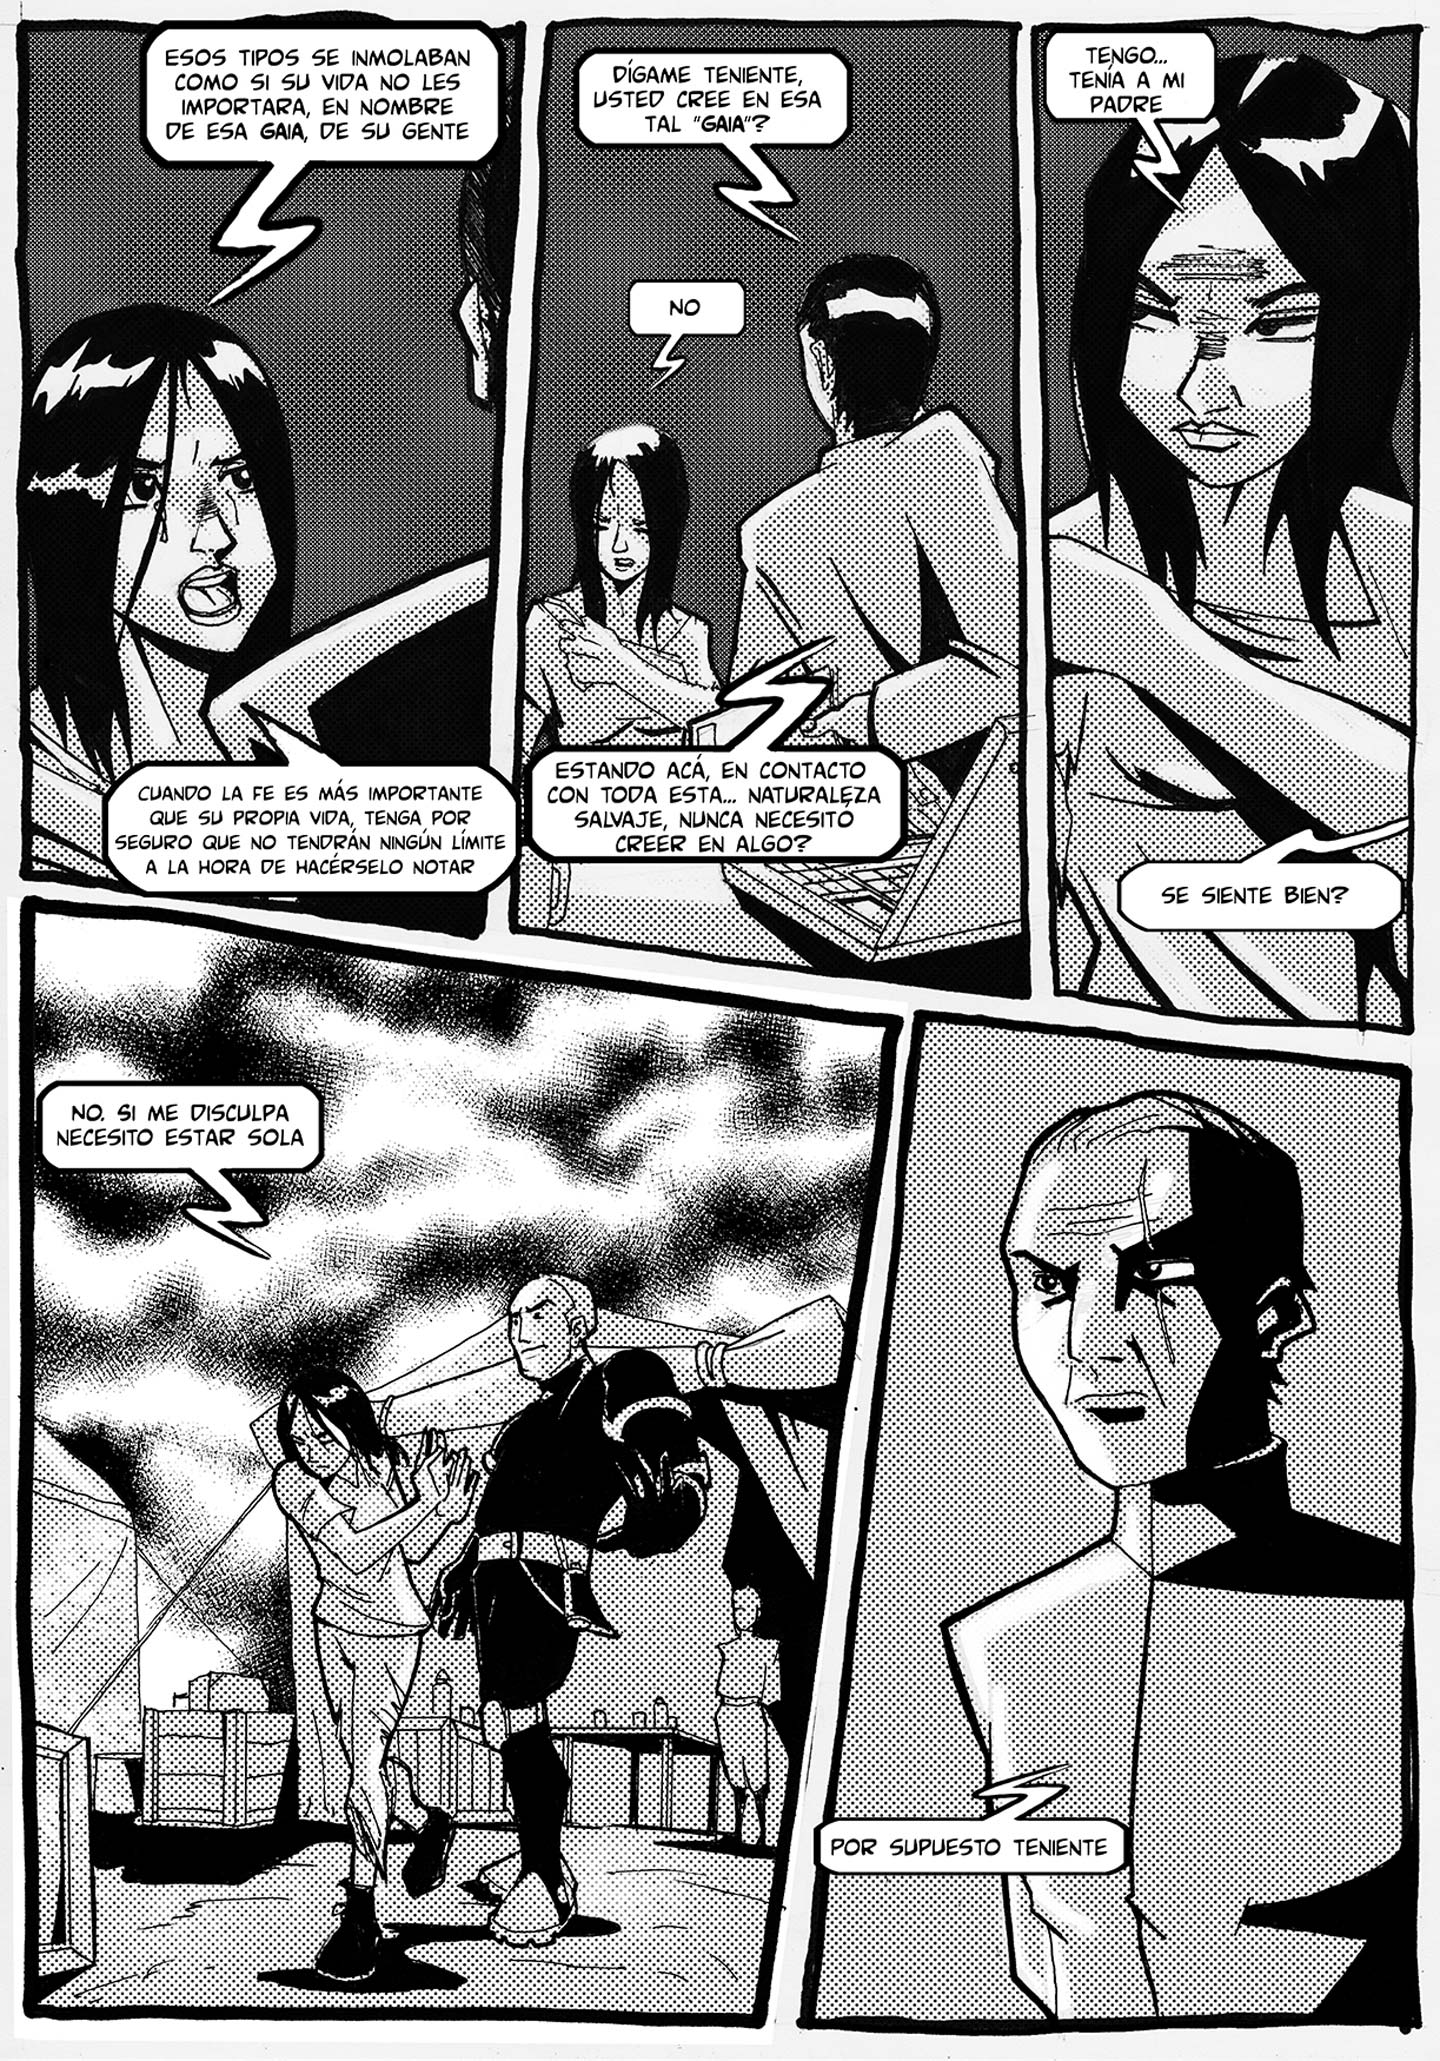 ESOS TIPOS SE INMOLABAN
COMO SI SU VIDA NO LES
IMPORTARA, EN NOMBRE
DE ESA GAIA, DE SU GENTE
CUANDO LA FE ES MÁS IMPORTANTE
QUE SU PROPIA VIDA, TENGA POR
SEGURO QUE NO TENDRÁN NINGÚN LÍMITE
A LA HORA DE HACÉRSELO NOTAR
DÍGAME TENIENTE,
USTED CREE EN ESA
TAL "GAIA"?
NO
ESTANDO ACÁ, EN CONTACTO
CON TODA ESTA... NATURALEZA
SALVAJE, NUNCA NECESITO
CREER EN ALGO?
TENGO...
TENÍA A MI
PADRE
SE SIENTE BIEN?
NO. SI ME DISCULPA
NECESITO ESTAR SOLA
POR SUPUESTO TENIENTE